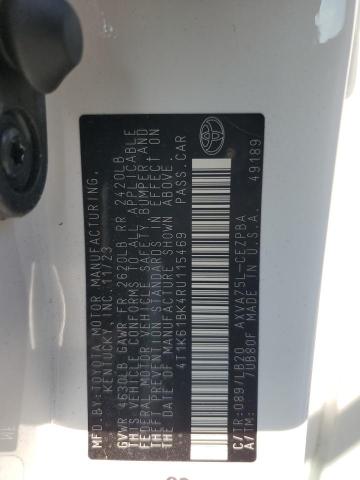 MFD.BY:TOYOTA MOTOR MANUFACTURING,
KENTUCKY, INC. 11/23
GVWR 4630LB GAWR FR 2620LB RR 2420LB
THIS VEHICLE CONFORMS TO ALL APPLICABLE
FEDERAL MOTOR VEHICLE SAFETY, BUMPER AND
THEFT PREVENTION STANDARDS IN EFFECT ON
THE DATE OF MANUFACTURE SHOWN ABOVE.
4T1K61BK4RU115469 PASS.CAR
C/TR:089/LB20 AXVA75L-CEZPBA
A/TM: /UB80F MADE IN U.S.A. 49189